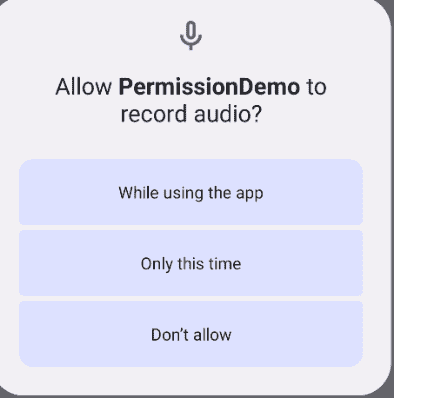 Allow PermissionDemo to
record audio?
While using the app
Only this time
Don’t allow